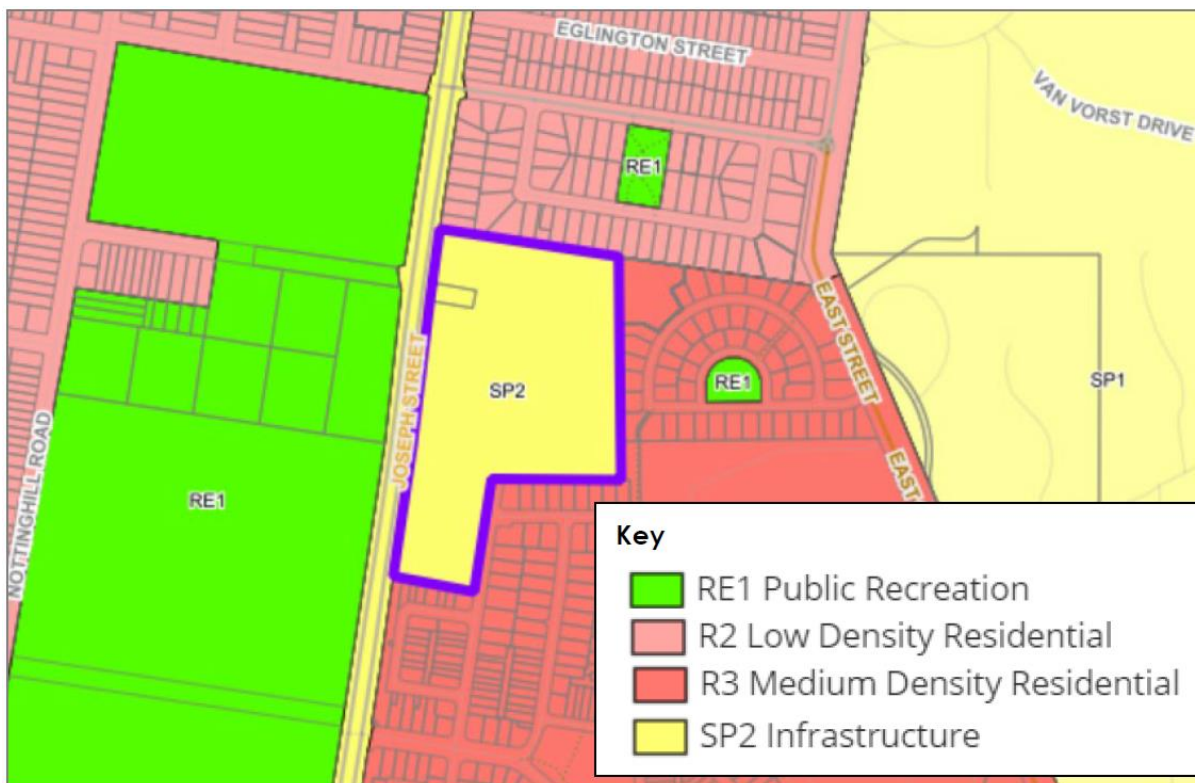 EGLINGTON STREET
VAN VORST DRIVE
RE1
EAST STREET
JOSEPH STREET
SP2
RE1
SP1
NOTTINGHILL ROAD
RE1
EAST
Key
RE1 Public Recreation
R2 Low Density Residential
R3 Medium Density Residential
SP2 Infrastructure